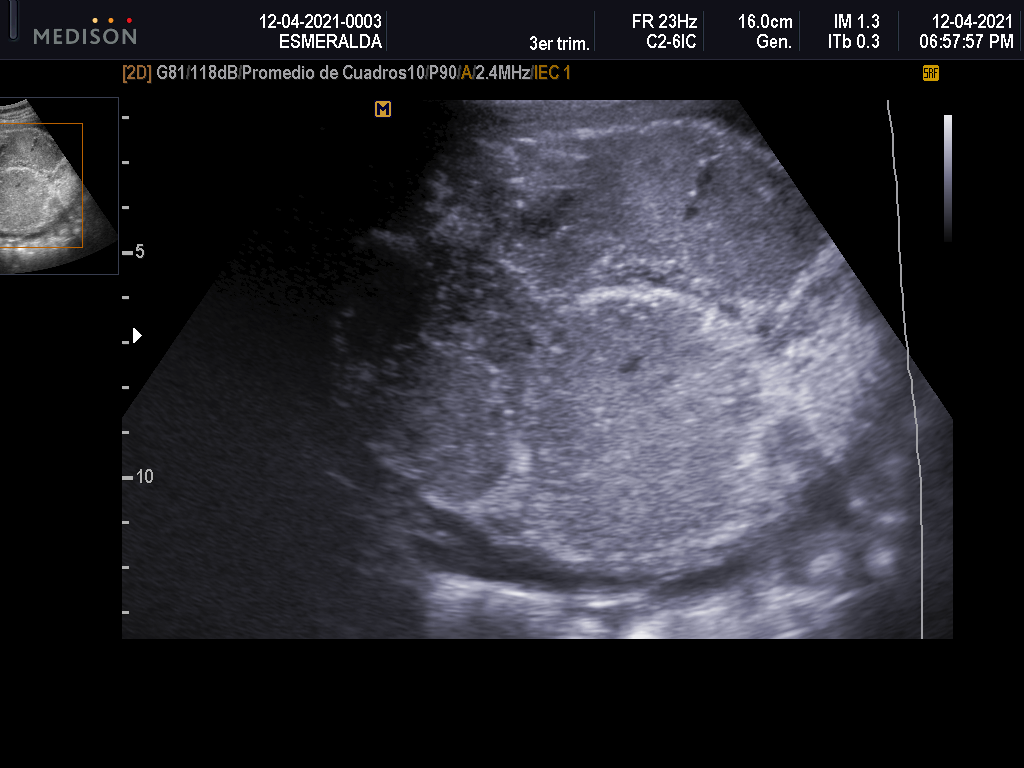 MEDISON
12-04-2021-0003
ESMERALDA
3er trim.
FR 23Hz
C2-6IC
16.0cm
Gen.
IM 1.3
ITb 0.3
12-04-2021
06:57:57 PM
[2D] G81/118dB/Promedio de Cuadros10/P90/A/2.4MHz/IEC 1
SRF
M
5
10